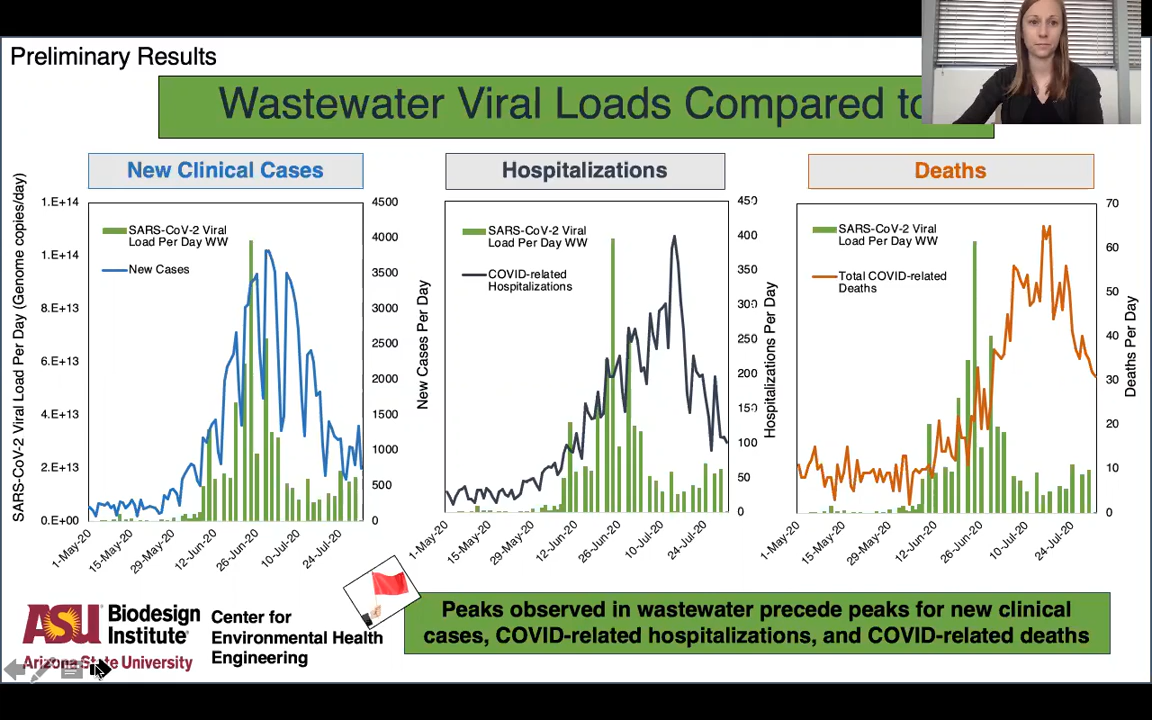 Preliminary Results
Wastewater Viral Loads Compared to
New Clinical Cases
Hospitalizations
Deaths
SARS-CoV-2 Viral Load Per Day (Genome copies/day)
1.E+14
1.E+14
8.E+13
6.E+13
4.E+13
2.E+13
0.E+00
SARS-CoV-2 Viral
Load Per Day WW
New Cases
4500
4000
3500
3000
2500
2000
1500
1000
500
0
New Cases Per Day
1-May-20
15-May-20
29-May-20
12-Jun-20
26-Jun-20
10-Jul-20
24-Jul-20
SARS-CoV-2 Viral
Load Per Day WW
COVID-related
Hospitalizations
450
400
350
300
250
200
150
100
50
0
Hospitalizations Per Day
1-May-20
15-May-20
29-May-20
12-Jun-20
26-Jun-20
10-Jul-20
24-Jul-20
SARS-CoV-2 Viral
Load Per Day WW
Total COVID-related
Deaths
70
60
50
40
30
20
10
0
Deaths Per Day
1-May-20
15-May-20
29-May-20
12-Jun-20
26-Jun-20
10-Jul-20
24-Jul-20
ASU Biodesign
Institute
Arizona State University
Center for
Environmental Health
Engineering
Peaks observed in wastewater precede peaks for new clinical
cases, COVID-related hospitalizations, and COVID-related deaths